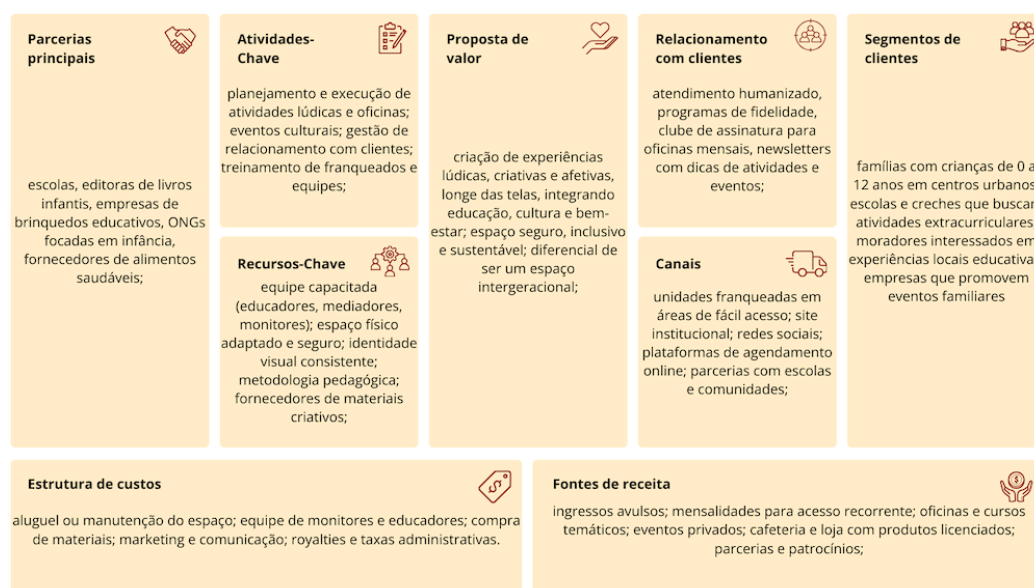 Parcerias
principais
escolas, editoras de livros
infantis, empresas de
brinquedos educativos, ONGs
focadas em infância,
fornecedores de alimentos
saudáveis;
Atividades-
Chave
planejamento e execução de
atividades lúdicas e oficinas;
eventos culturais; gestão de
relacionamento com clientes;
treinamento de franqueados e
equipes;
Recursos-Chave
equipe capacitada
(educadores, mediadores,
monitores); espaço físico
adaptado e seguro; identidade
visual consistente;
metodologia pedagógica;
fornecedores de materiais
criativos;
Proposta de
valor
criação de experiências
lúdicas, criativas e afetivas,
longe das telas, integrando
educação, cultura e bem-
estar; espaço seguro, inclusivo
e sustentável; diferencial de
ser um espaço
intergeracional;
Relacionamento
com clientes
atendimento humanizado,
programas de fidelidade,
clube de assinatura para
oficinas mensais, newsletters
com dicas de atividades e
eventos;
Canais
unidades franqueadas em
áreas de fácil acesso; site
institucional; redes sociais;
plataformas de agendamento
online; parcerias com escolas
e comunidades;
Segmentos de
clientes
famílias com crianças de 0 a
12 anos em centros urbanos
escolas e creches que buscam
atividades extracurriculares
moradores interessados em
experiências locais educativa
empresas que promovem
eventos familiares
Estrutura de custos
aluguel ou manutenção do espaço; equipe de monitores e educadores; compra
de materiais; marketing e comunicação; royalties e taxas administrativas.
Fontes de receita
ingressos avulsos; mensalidades para acesso recorrente; oficinas e cursos
temáticos; eventos privados; cafeteria e loja com produtos licenciados;
parcerias e patrocínios;